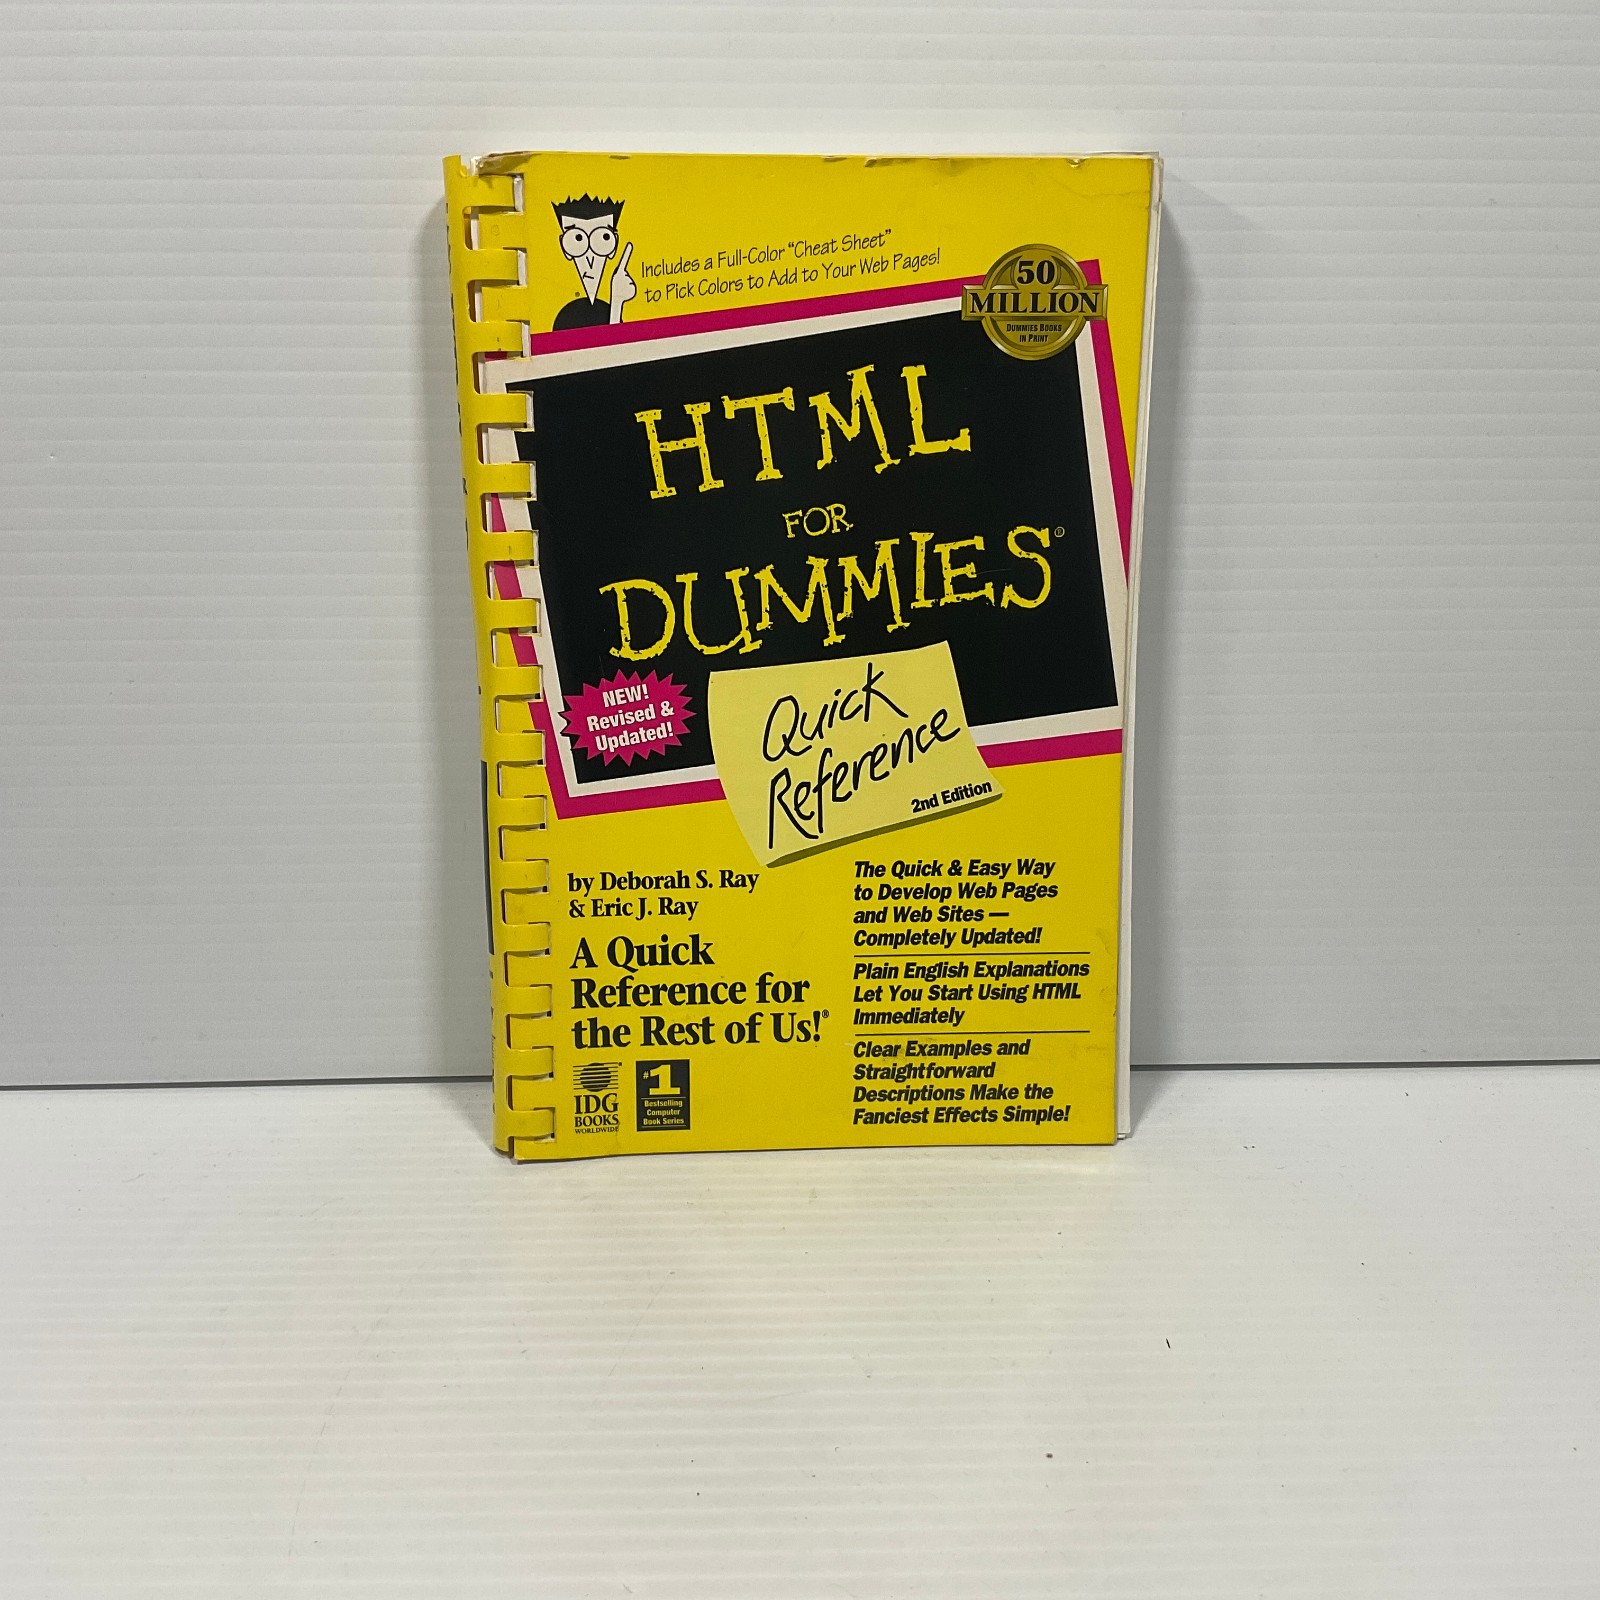 Includes a Full-Color “Cheat Sheet”
to Pick Colors to Add to Your Web Pages!
50
MILLION
DUMMIES BOOKS
IN PRINT
HTML
FOR
DUMMIES®
NEW!
Revised &
Updated!
Quick
Reference
2nd Edition
by Deborah S. Ray
& Eric J. Ray
A Quick
Reference for
the Rest of Us!®
IDG
BOOKS
WORLDWIDE
#1
Bestselling
Computer
Book Series
The Quick & Easy Way
to Develop Web Pages
and Web Sites —
Completely Updated!
Plain English Explanations
Let You Start Using HTML
Immediately
Clear Examples and
Straightforward
Descriptions Make the
Fanciest Effects Simple!